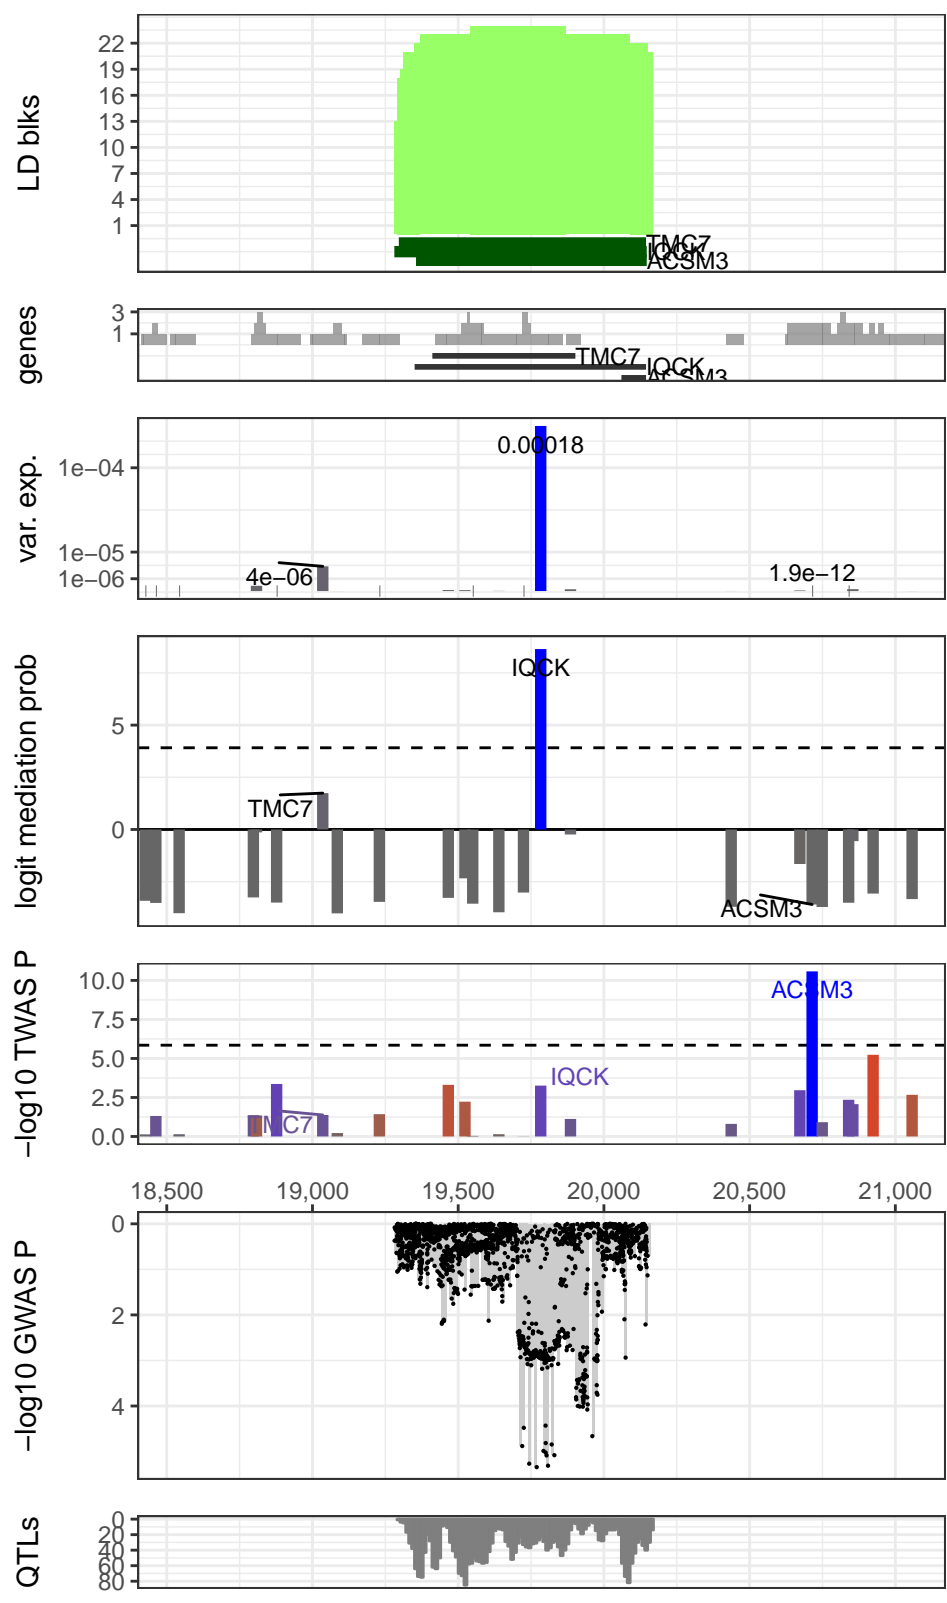 LD blks
22
19
16
13
10
7
4
1
TMC7
IQCK
ACSM3
genes
3
1
TMC7
IQCK
ACSM3
var. exp.
1e−04
1e−05
1e−06
0.00018
4e−06
1.9e−12
logit mediation prob
5
0
IQCK
TMC7
ACSM3
−log10 TWAS P
10.0
7.5
5.0
2.5
0.0
ACSM3
IQCK
TMC7
18,500 19,000 19,500 20,000 20,500 21,000
−log10 GWAS P
0
2
4
QTLs
0
20
40
60
80